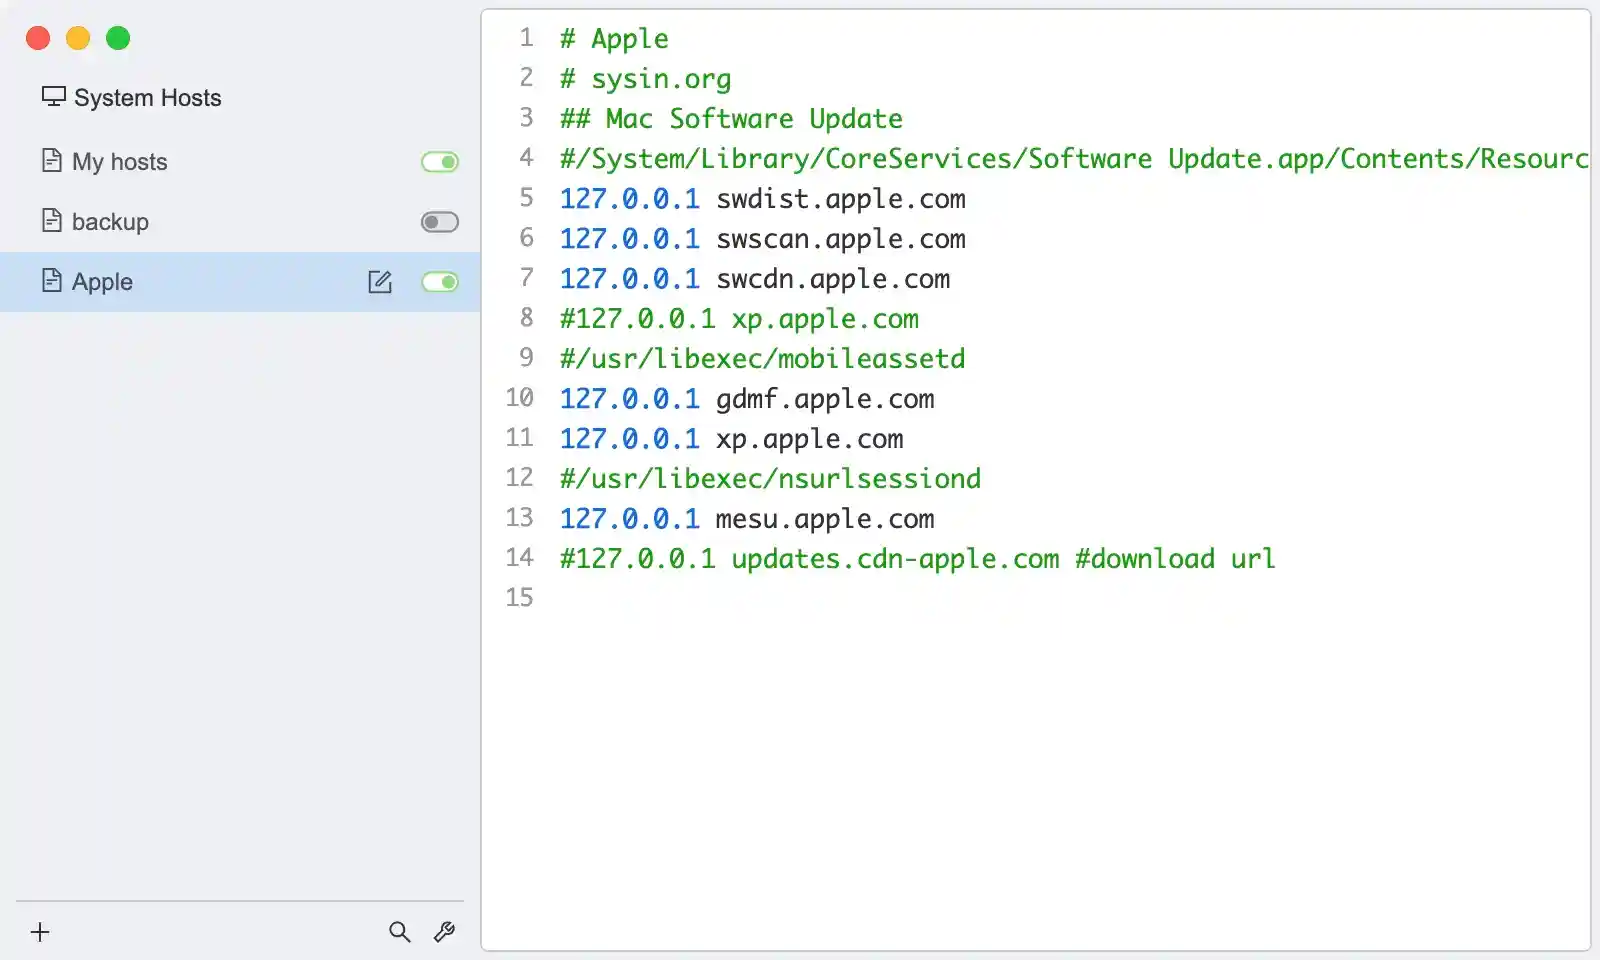 System Hosts
My hosts
backup
Apple
1 # Apple
2 # sysin.org
3 ## Mac Software Update
4 #/System/Library/CoreServices/Software Update.app/Contents/Resourc
5 127.0.0.1 swdist.apple.com
6 127.0.0.1 swscan.apple.com
7 127.0.0.1 swcdn.apple.com
8 #127.0.0.1 xp.apple.com
9 #/usr/libexec/mobileassetd
10 127.0.0.1 gdmf.apple.com
11 127.0.0.1 xp.apple.com
12 #/usr/libexec/nsurlsessiond
13 127.0.0.1 mesu.apple.com
14 #127.0.0.1 updates.cdn-apple.com #download url
15